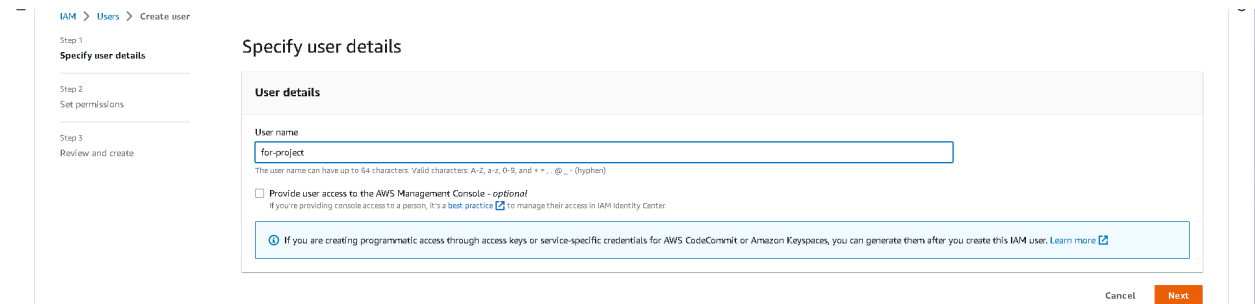 IAM > Users > Create user
Step 1
Specify user details
Step 2
Set permissions
Step 3
Review and create
Specify user details
User details
User name
for-project
The user name can have up to 64 characters. Valid characters: A-Z, a-z, 0-9, and + = , . @ _ - (hyphen)
Provide user access to the AWS Management Console - optional
If you're providing console access to a person, it's a best practice to manage their access in IAM Identity Center.
If you are creating programmatic access through access keys or service-specific credentials for AWS CodeCommit or Amazon Keyspaces, you can generate them after you create this IAM user. Learn more
Cancel
Next